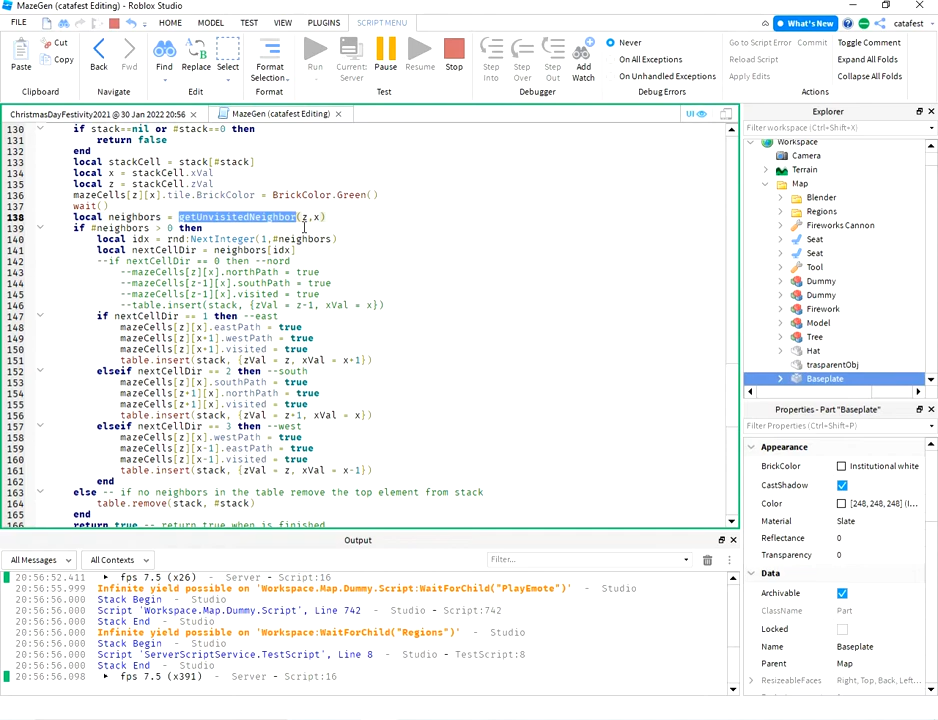 MazeGen (catafest Editing) - Roblox Studio
FILE
HOME
MODEL
TEST
VIEW
PLUGINS
SCRIPT MENU
What's New
catafest
Paste
Cut
Copy
Clipboard
Back
Fwd
Navigate
Find
Replace
Select
Edit
Format Selection
Format
Run
Current: Server
Pause
Resume
Stop
Test
Step Into
Step Over
Step Out
Add Watch
Debugger
Never
On All Exceptions
On Unhandled Exceptions
Debug Errors
Go to Script Error
Commit
Toggle Comment
Reload Script
Expand All Folds
Apply Edits
Collapse All Folds
Actions
ChristmasDayFestivity2021 @ 30 Jan 2022 20:56
MazeGen (catafest Editing)
UI
130 if stack==nil or #stack==0 then
131 return false
132 end
133 local stackCell = stack[#stack]
134 local x = stackCell.xVal
135 local z = stackCell.zVal
136 mazeCells[z][x].tile.BrickColor = BrickColor.Green()
137 wait()
138 local neighbors = getUnvisitedNeighbor(z,x)
139 if #neighbors > 0 then
140 local idx = rnd:NextInteger(1,#neighbors)
141 local nextCellDir = neighbors[idx]
142 --if nextCellDir == 0 then --nord
143 --mazeCells[z][x].northPath = true
144 --mazeCells[z-1][x].southPath = true
145 --mazeCells[z-1][x].visited = true
146 --table.insert(stack, {zVal = z-1, xVal = x})
147 if nextCellDir == 1 then --east
148 mazeCells[z][x].eastPath = true
149 mazeCells[z][x+1].westPath = true
150 mazeCells[z][x+1].visited = true
151 table.insert(stack, {zVal = z, xVal = x+1})
152 elseif nextCellDir == 2 --south
153 mazeCells[z][x].southPath = true
154 mazeCells[z+1][x].northPath = true
155 mazeCells[z+1][x].visited = true
156 table.insert(stack, {zVal = z+1, xVal = x})
157 elseif nextCellDir == 3 --west
158 mazeCells[z][x].westPath = true
159 mazeCells[z][x-1].eastPath = true
160 mazeCells[z][x-1].visited = true
161 table.insert(stack, {zVal = z, xVal = x-1})
162 end
163 else -- if no neighbors in the table remove the top element from stack
164 table.remove(stack, #stack)
165 end
166 return true -- return true when is finished
Explorer
Filter workspace (Ctrl+Shift+X)
Workspace
Camera
Terrain
Map
Blender
Regions
Fireworks Cannon
Seat
Seat
Tool
Dummy
Dummy
Firework
Model
Tree
Hat
trasparentObj
Baseplate
Properties - Part "Baseplate"
Filter Properties (Ctrl+Shift+P)
Appearance
BrickColor Institutional white
CastShadow
Color [248, 248, 248] (I...
Material Slate
Reflectance 0
Transparency 0
Data
Archivable
ClassName Part
Locked
Name Baseplate
Parent Map
ResizeableFaces Right, Top, Back, Left...
Output
All Messages
All Contexts
Filter...
20:56:52.411 fps 7.5 (x26) - Server - Script:16
20:56:55.999 Infinite yield possible on 'Workspace.Map.Dummy.Script:WaitForChild("PlayEmote")' - Studio
20:56:56.000 Stack Begin - Studio
20:56:56.000 Script 'Workspace.Map.Dummy.Script', Line 742 - Studio - Script:742
20:56:56.000 Stack End - Studio
20:56:56.000 Infinite yield possible on 'Workspace:WaitForChild("Regions")' - Studio
20:56:56.000 Stack Begin - Studio
20:56:56.000 Script 'ServerScriptService.TestScript', Line 8 - Studio - TestScript:8
20:56:56.000 Stack End - Studio
20:56:56.098 fps 7.5 (x391) - Server - Script:16